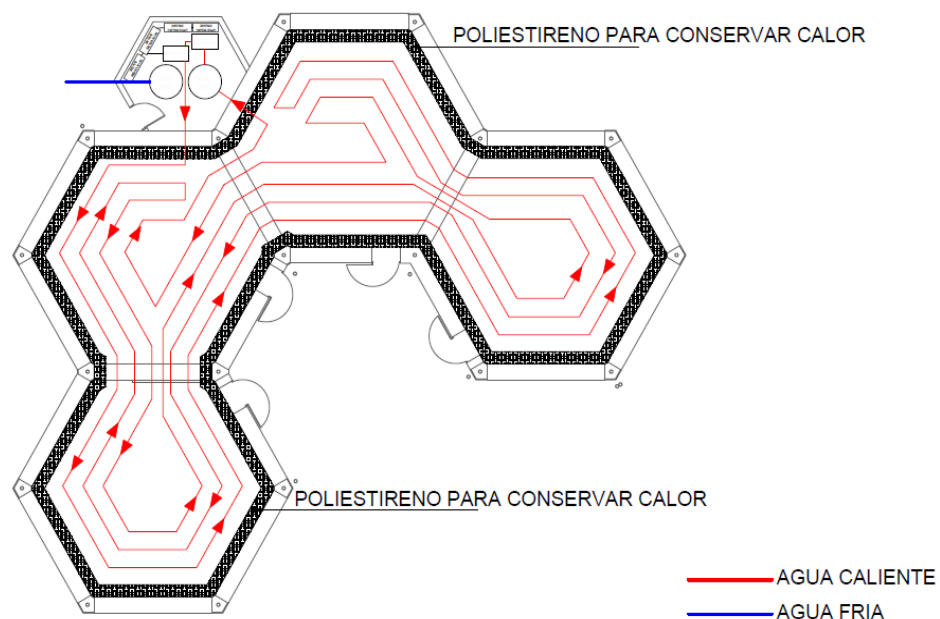 POLIESTIRENO PARA CONSERVAR CALOR
POLIESTIRENO PARA CONSERVAR CALOR
AGUA CALIENTE
AGUA FRIA